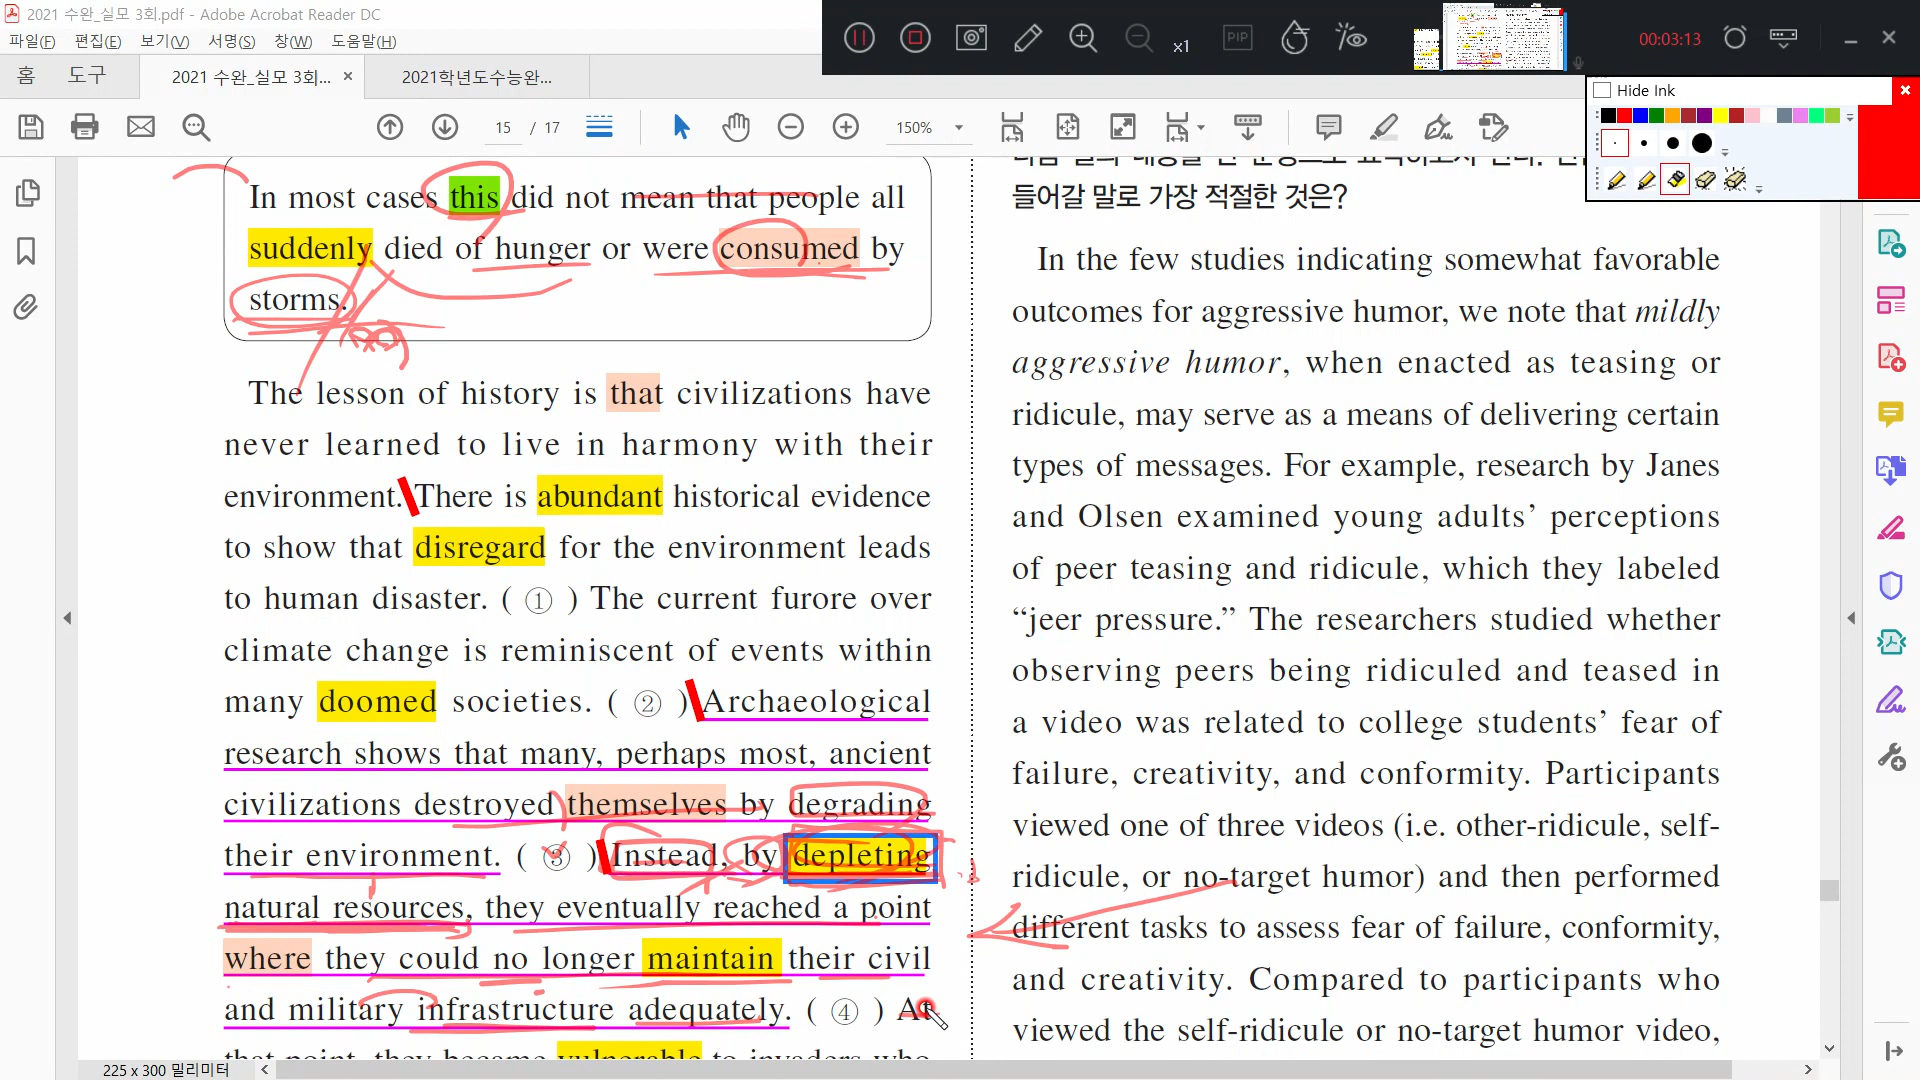 2021 수완_실모 3회.pdf - Adobe Acrobat Reader DC
파일(F) 편집(E) 보기(V) 서명(S) 창(W) 도움말(H)
x1
PIP
00:03:13
홈 도구 2021 수완_실모 3회... × 2021학년도수능완...
Hide Ink
15 / 17
150%
In most cases this did not mean that people all
suddenly died of hunger or were consumed by
storms.
The lesson of history is that civilizations have
never learned to live in harmony with their
environment. There is abundant historical evidence
to show that disregard for the environment leads
to human disaster. ( ① ) The current furore over
climate change is reminiscent of events within
many doomed societies. ( ② ) Archaeological
research shows that many, perhaps most, ancient
civilizations destroyed themselves by degrading
their environment. ( ③ ) Instead, by depleting
natural resources, they eventually reached a point
where they could no longer maintain their civil
and military infrastructure adequately. ( ④ ) At
that point, they became vulnerable to invaders who
들어갈 말로 가장 적절한 것은?
In the few studies indicating somewhat favorable
outcomes for aggressive humor, we note that mildly
aggressive humor, when enacted as teasing or
ridicule, may serve as a means of delivering certain
types of messages. For example, research by Janes
and Olsen examined young adults’ perceptions
of peer teasing and ridicule, which they labeled
“jeer pressure.” The researchers studied whether
observing peers being ridiculed and teased in
a video was related to college students’ fear of
failure, creativity, and conformity. Participants
viewed one of three videos (i.e. other-ridicule, self-
ridicule, or no-target humor) and then performed
different tasks to assess fear of failure, conformity,
and creativity. Compared to participants who
viewed the self-ridicule or no-target humor video,
225 x 300 밀리미터